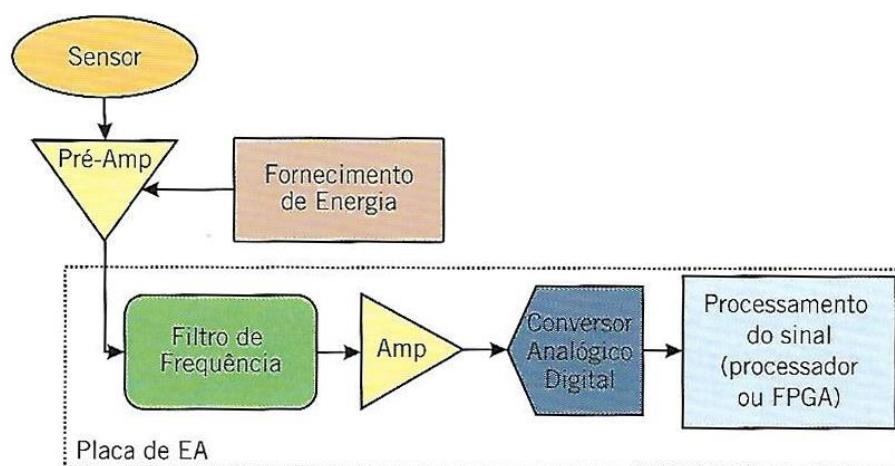 Sensor
Pré-Amp
Fornecimento
de Energia
Filtro de
Frequência
Amp
Conversor
Analógico
Digital
Processamento
do sinal
(processador
ou FPGA)
Placa de EA